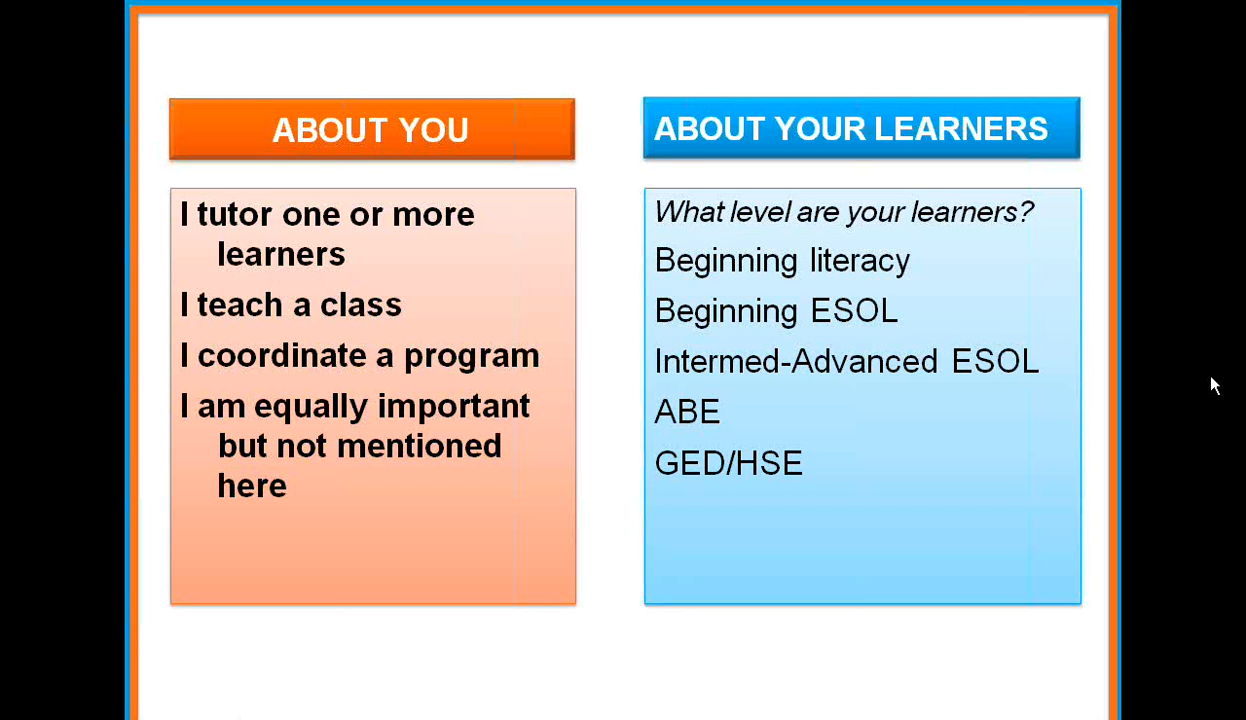 ABOUT YOU
I tutor one or more
learners
I teach a class
I coordinate a program
I am equally important
but not mentioned
here
ABOUT YOUR LEARNERS
What level are your learners?
Beginning literacy
Beginning ESOL
Intermed-Advanced ESOL
ABE
GED/HSE